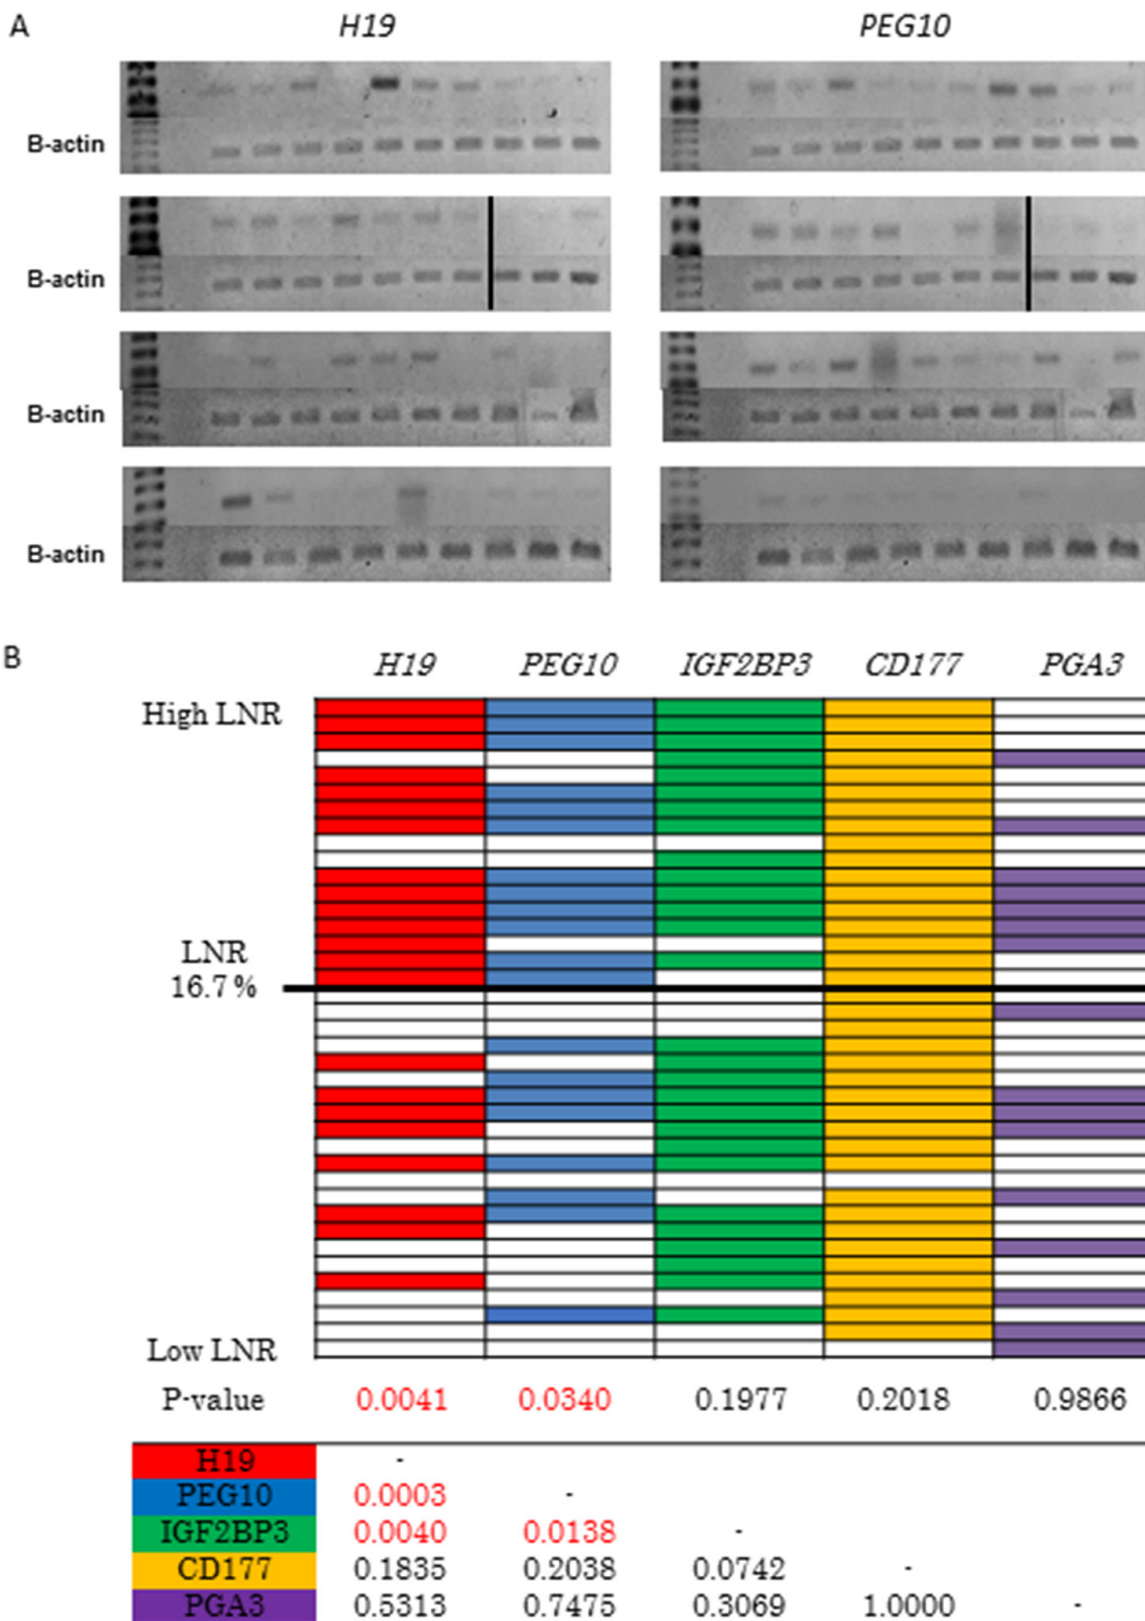 A H19 PEG10
B-actin
B-actin
B-actin
B-actin
B H19 PEG10 IGF2BP3 CD177 PGA3
High LNR
LNR
16.7 %
Low LNR
P-value 0.0041 0.0340 0.1977 0.2018 0.9866
H19 -
PEG10 0.0003 -
IGF2BP3 0.0040 0.0138 -
CD177 0.1835 0.2038 0.0742 -
PGA3 0.5313 0.7475 0.3069 1.0000 -